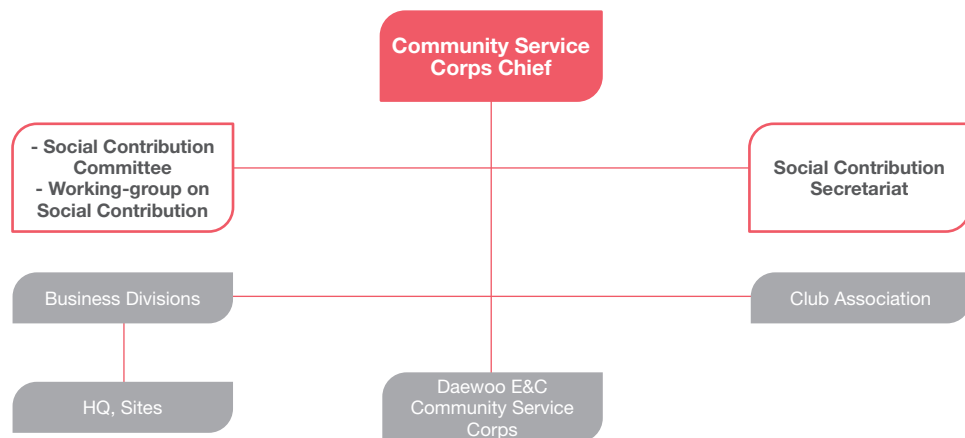 Community Service
Corps Chief
- Social Contribution
Committee
- Working-group on
Social Contribution
Social Contribution
Secretariat
Business Divisions
Club Association
HQ, Sites
Daewoo E&C
Community Service
Corps